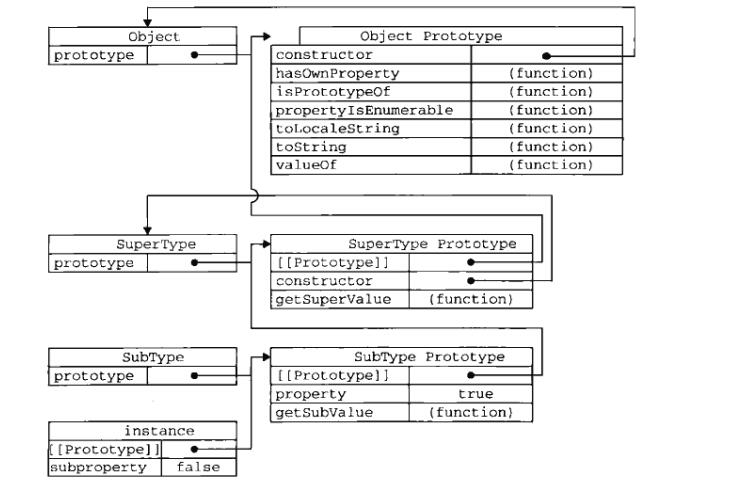 Object
prototype
Object Prototype
constructor
hasOwnProperty (function)
isPrototypeOf (function)
propertyIsEnumerable (function)
toLocaleString (function)
toString (function)
valueOf (function)
SuperType
prototype
SuperType Prototype
[[Prototype]]
constructor
getSuperValue (function)
SubType
prototype
SubType Prototype
[[Prototype]]
property true
getSubValue (function)
instance
[[Prototype]]
subproperty false